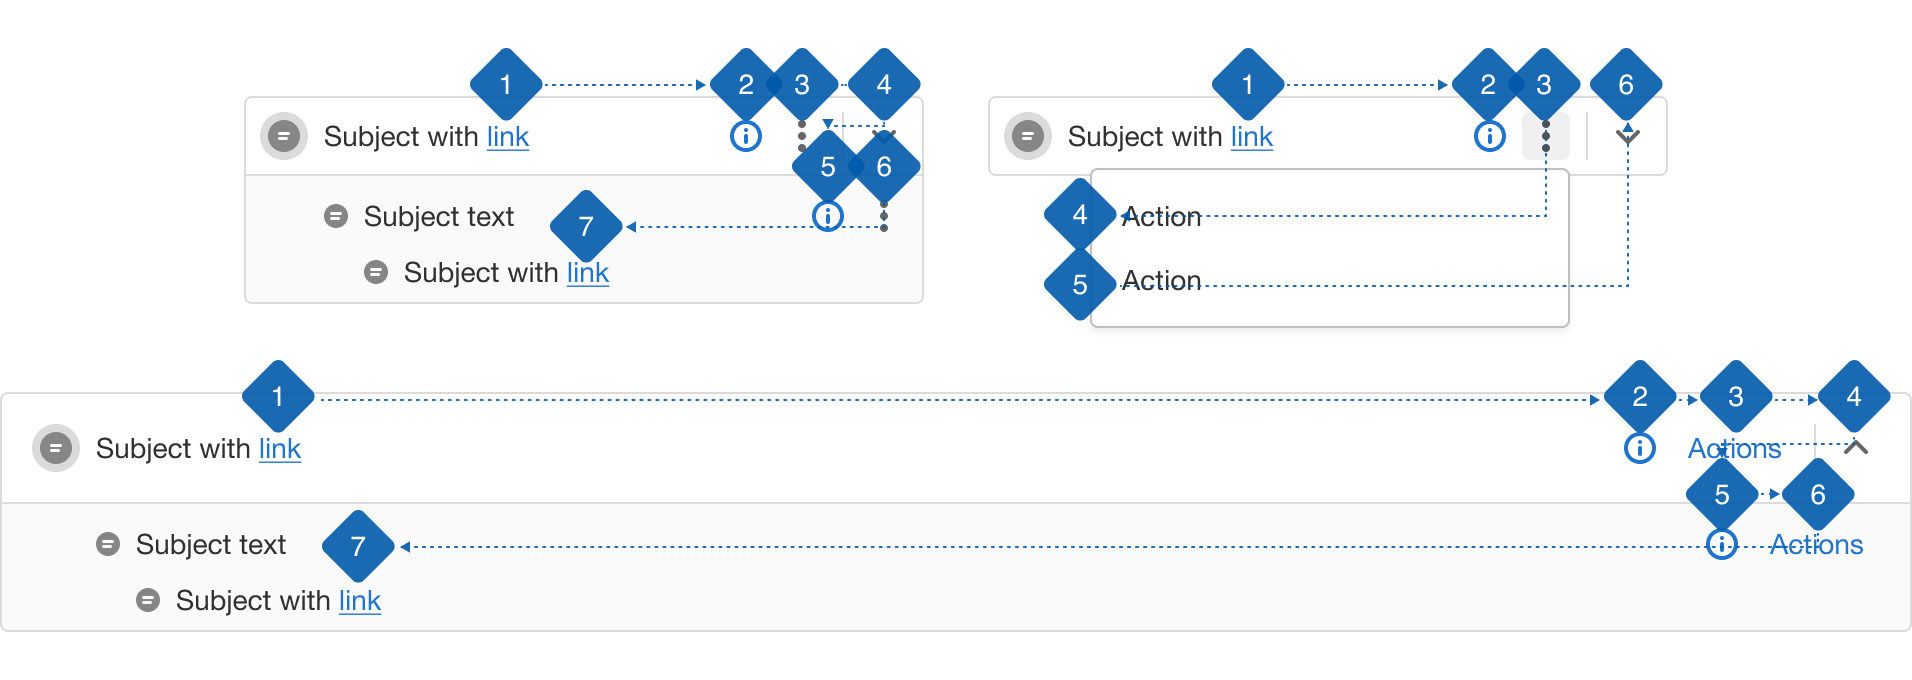 1 2 3 4
Subject with link
5 6
Subject text 7
Subject with link
1 2 3 6
Subject with link
4 Action
5 Action
1 2 3 4
Subject with link Actions
5 6
Subject text 7 Actions
Subject with link